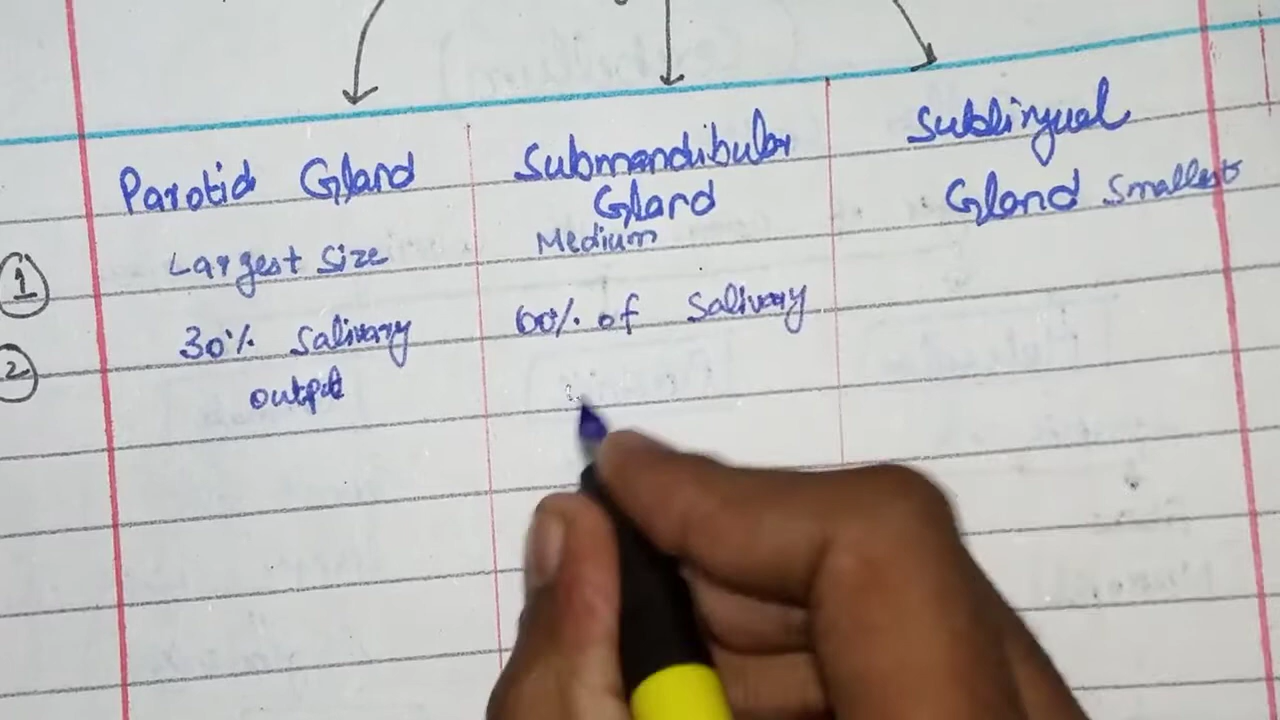 Parotid Gland
Submandibular
Gland
Sublingual
Gland Smallest
1
Largest size
Medium
2
30% Salivary
output
60% of Salivary